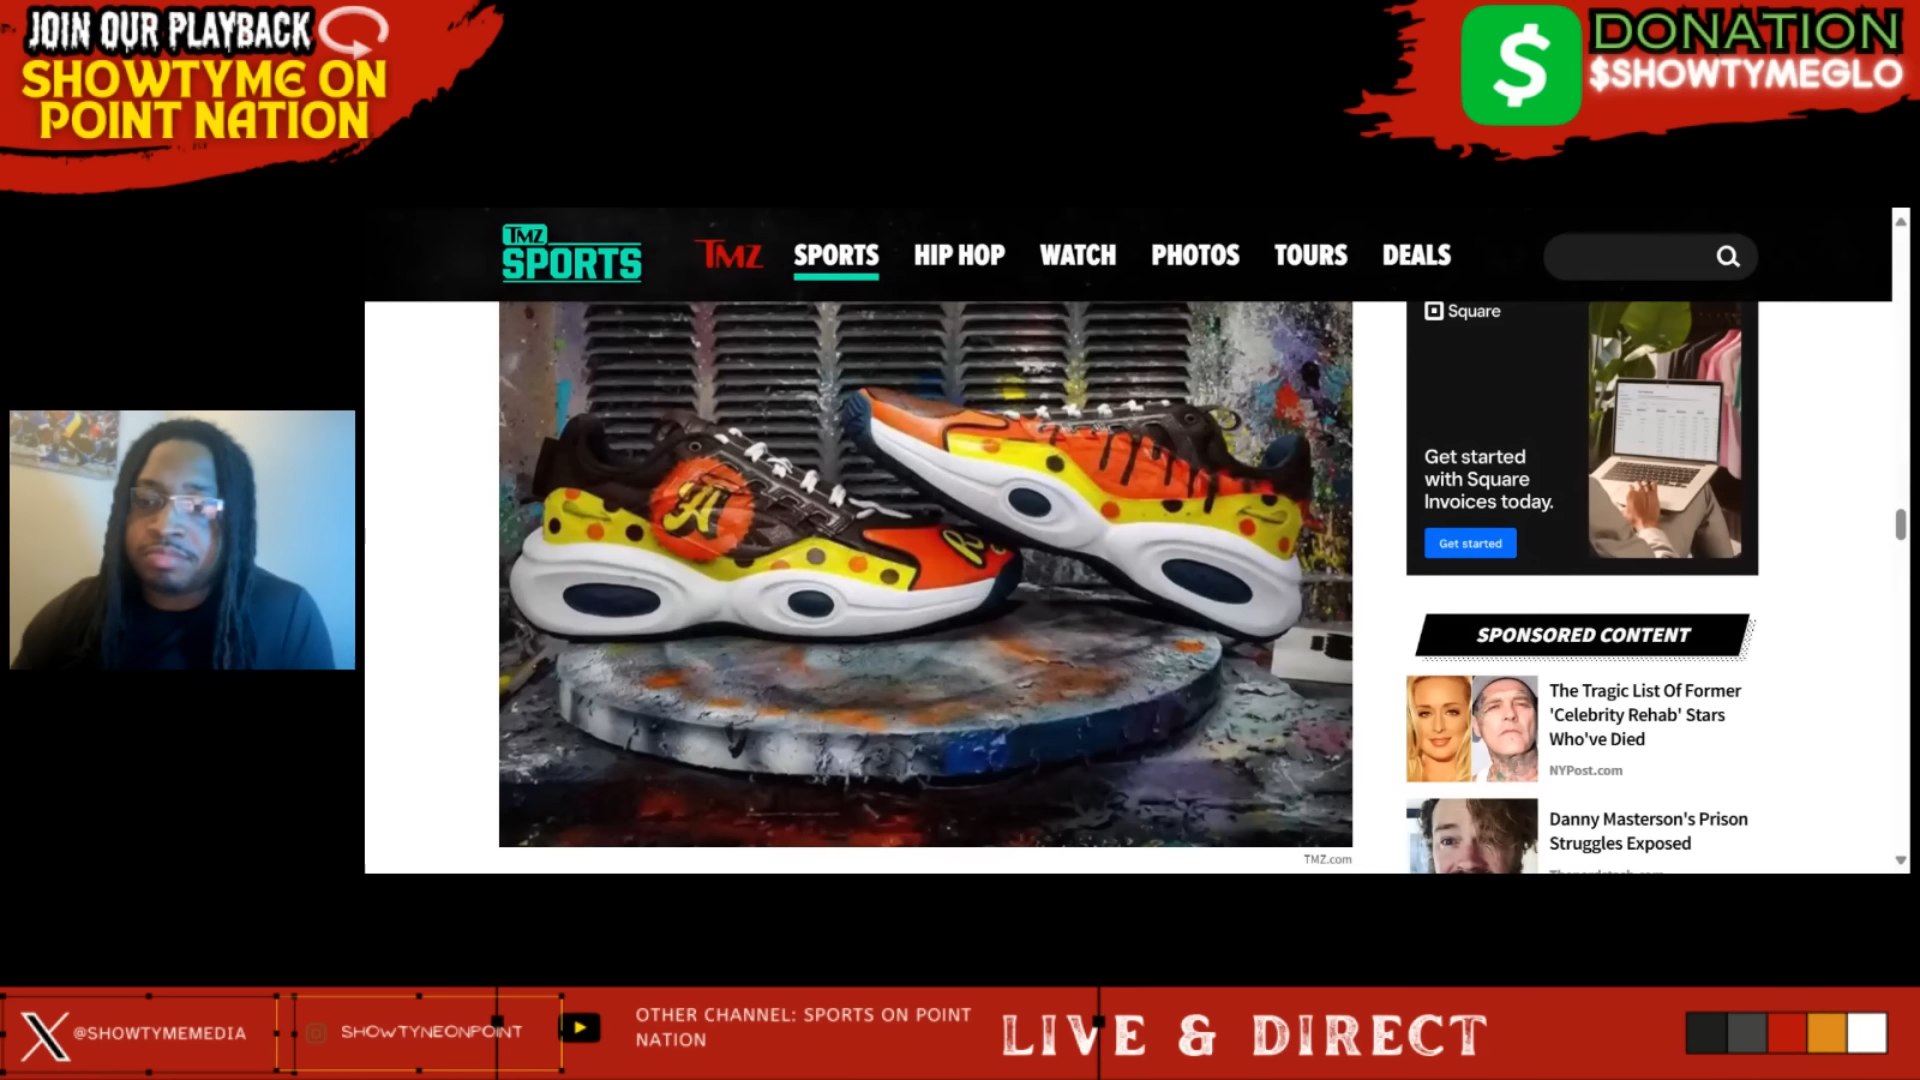 JOIN OUR PLAYBACK
SHOWTYME ON
POINT NATION
$
DONATION
$SHOWTYMEGLO
TMZ
SPORTS
TMZ
SPORTS
HIP HOP
WATCH
PHOTOS
TOURS
DEALS
Square
Get started
with Square
Invoices today.
Get started
SPONSORED CONTENT
The Tragic List Of Former
'Celebrity Rehab' Stars
Who've Died
NYPost.com
Danny Masterson's Prison
Struggles Exposed
TMZ.com
X @SHOWTYMEMEDIA
SHOWTYNEONPOINT
OTHER CHANNEL: SPORTS ON POINT
NATION
LIVE & DIRECT